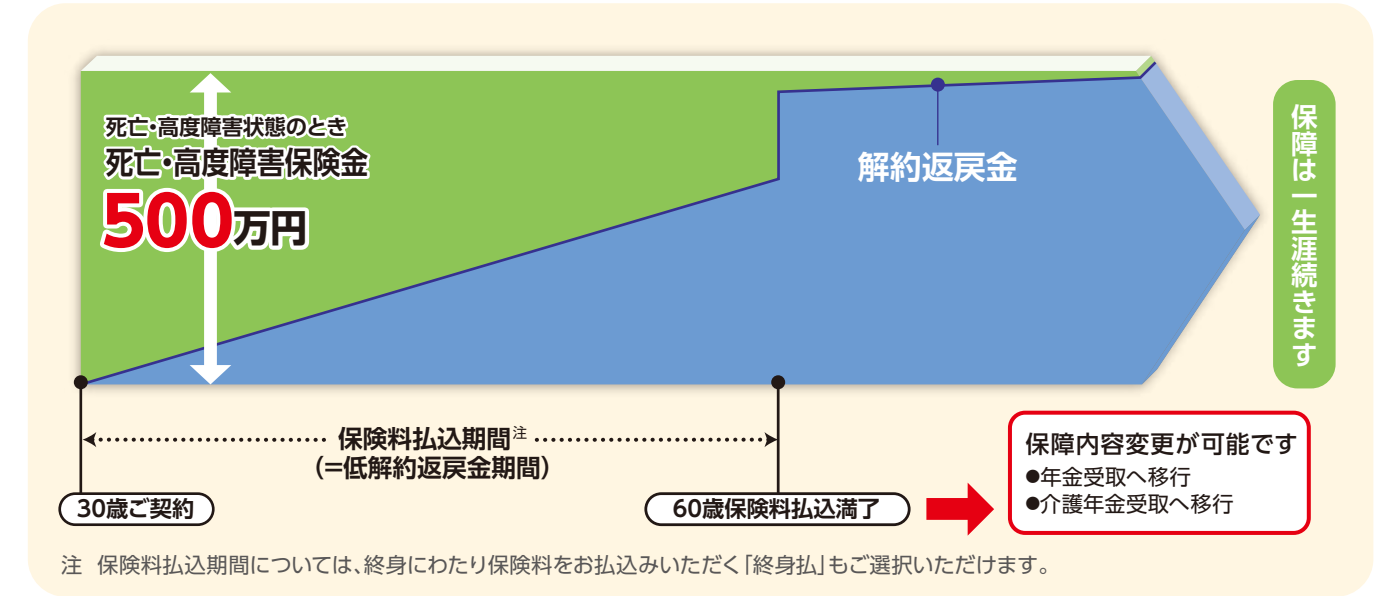 死亡・高度障害状態のとき
死亡・高度障害保険金
500万円
解約返戻金
保障は一生涯続きます
保険料払込期間注
(=低解約返戻金期間)
30歳ご契約
60歳保険料払込満了
保障内容変更が可能です
●年金受取へ移行
●介護年金受取へ移行
注 保険料払込期間については、終身にわたり保険料をお払込みいただく「終身払」もご選択いただけます。